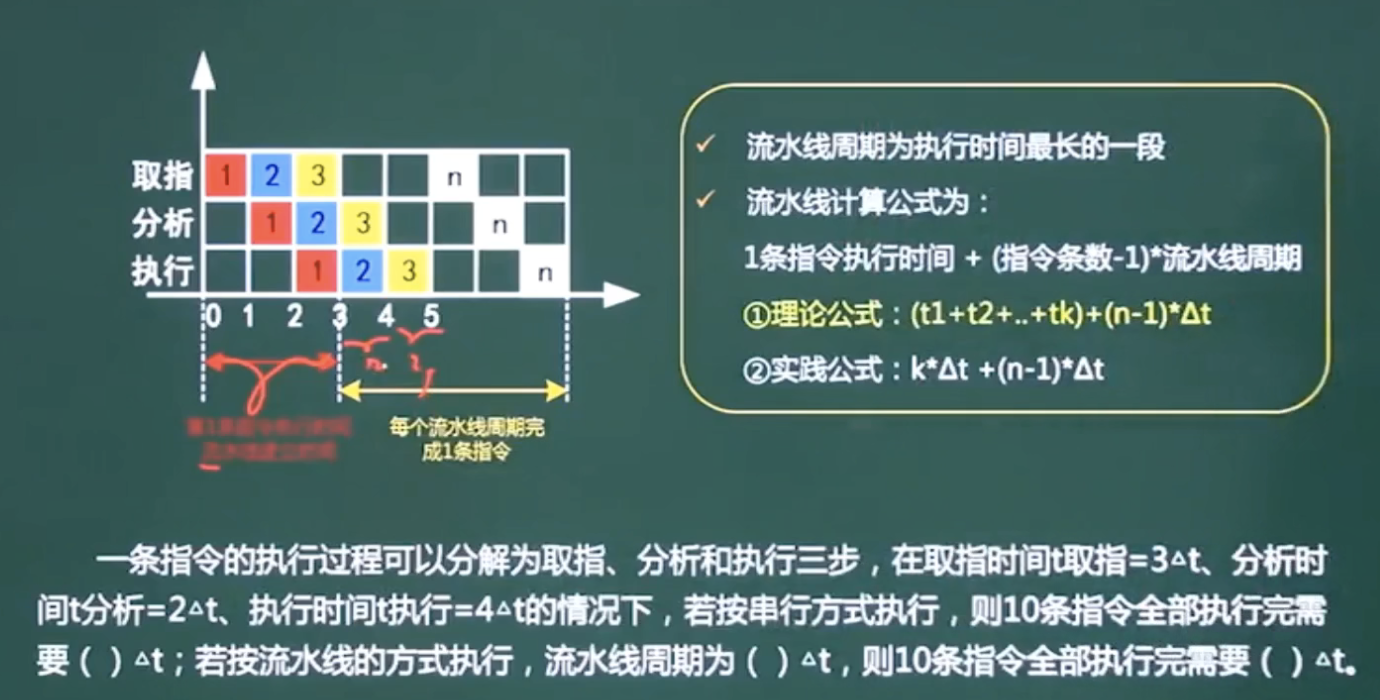 取指 1 2 3 n
分析 1 2 3 n
执行 1 2 3 n
0 1 2 3 4 5
每个流水线周期完
成1条指令
✓ 流水线周期为执行时间最长的一段
✓ 流水线计算公式为：
1条指令执行时间 + (指令条数-1)*流水线周期
①理论公式：(t1+t2+..+tk)+(n-1)*Δt
②实践公式：k*Δt +(n-1)*Δt
一条指令的执行过程可以分解为取指、分析和执行三步，在取指时间t取指=3△t、分析时
间t分析=2△t、执行时间t执行=4△t的情况下，若按串行方式执行，则10条指令全部执行完需
要（ ）△t；若按流水线的方式执行，流水线周期为（ ）△t，则10条指令全部执行完需要（ ）△t。